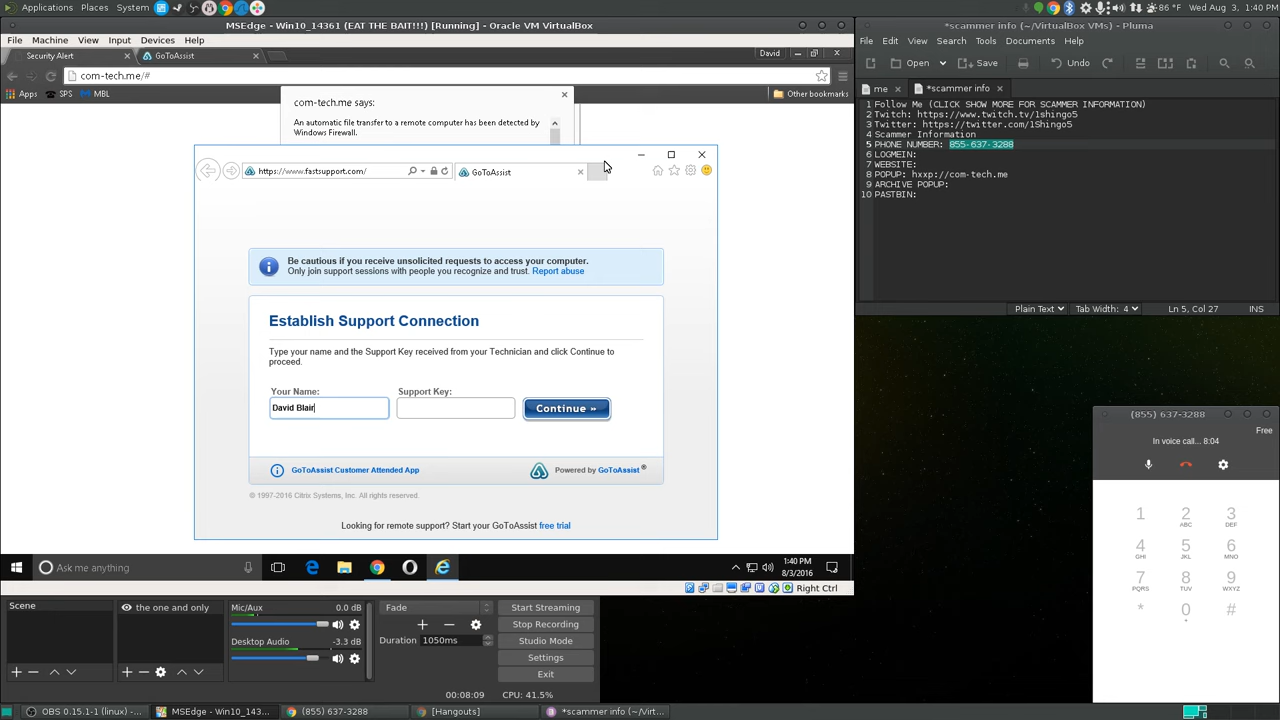 Applications Places System
86 °F Wed Aug 3, 1:40 PM
MSEdge - Win10_14361 (EAT THE BAIT!!!) [Running] - Oracle VM VirtualBox
File Machine View Input Devices Help
Security Alert
GoToAssist
David
com-tech.me/#
Apps SPS MBL Other bookmarks
com-tech.me says:
An automatic file transfer to a remote computer has been detected by
Windows Firewall.
https://www.fastsupport.com/
GoToAssist
Be cautious if you receive unsolicited requests to access your computer.
Only join support sessions with people you recognize and trust. Report abuse
Establish Support Connection
Type your name and the Support Key received from your Technician and click Continue to
proceed.
Your Name: Support Key:
David Blair
Continue »
GoToAssist Customer Attended App
Powered by GoToAssist®
© 1997-2016 Citrix Systems, Inc. All rights reserved.
Looking for remote support? Start your GoToAssist free trial
Ask me anything
1:40 PM
8/3/2016
Right Ctrl
*scammer info (~/VirtualBox VMs) - Pluma
File Edit View Search Tools Documents Help
Open Save Undo
me
*scammer info
1 Follow Me (CLICK SHOW MORE FOR SCAMMER INFORMATION)
2 Twitch: https://www.twitch.tv/1shingo5
3 Twitter: https://twitter.com/1Shingo5
4 Scammer Information
5 PHONE NUMBER: 855-637-3288
6 LOGMEIN:
7 WEBSITE:
8 POPUP: hxxp://com-tech.me
9 ARCHIVE POPUP:
10 PASTBIN:
Plain Text Tab Width: 4 Ln 5, Col 27 INS
(855) 637-3288
Free
In voice call... 8:04
1 2 3
ABC DEF
4 5 6
GHI JKL MNO
7 8 9
PQRS TUV WXYZ
* 0 #
Scene
the one and only
Mic/Aux 0.0 dB
Desktop Audio -3.3 dB
Fade
Duration 1050ms
Start Streaming
Stop Recording
Studio Mode
Settings
Exit
00:08:09 CPU: 41.5%
OBS 0.15.1-1 (linux) -...
MSEdge - Win10_143...
(855) 637-3288
[Hangouts]
*scammer info (~/Virt...